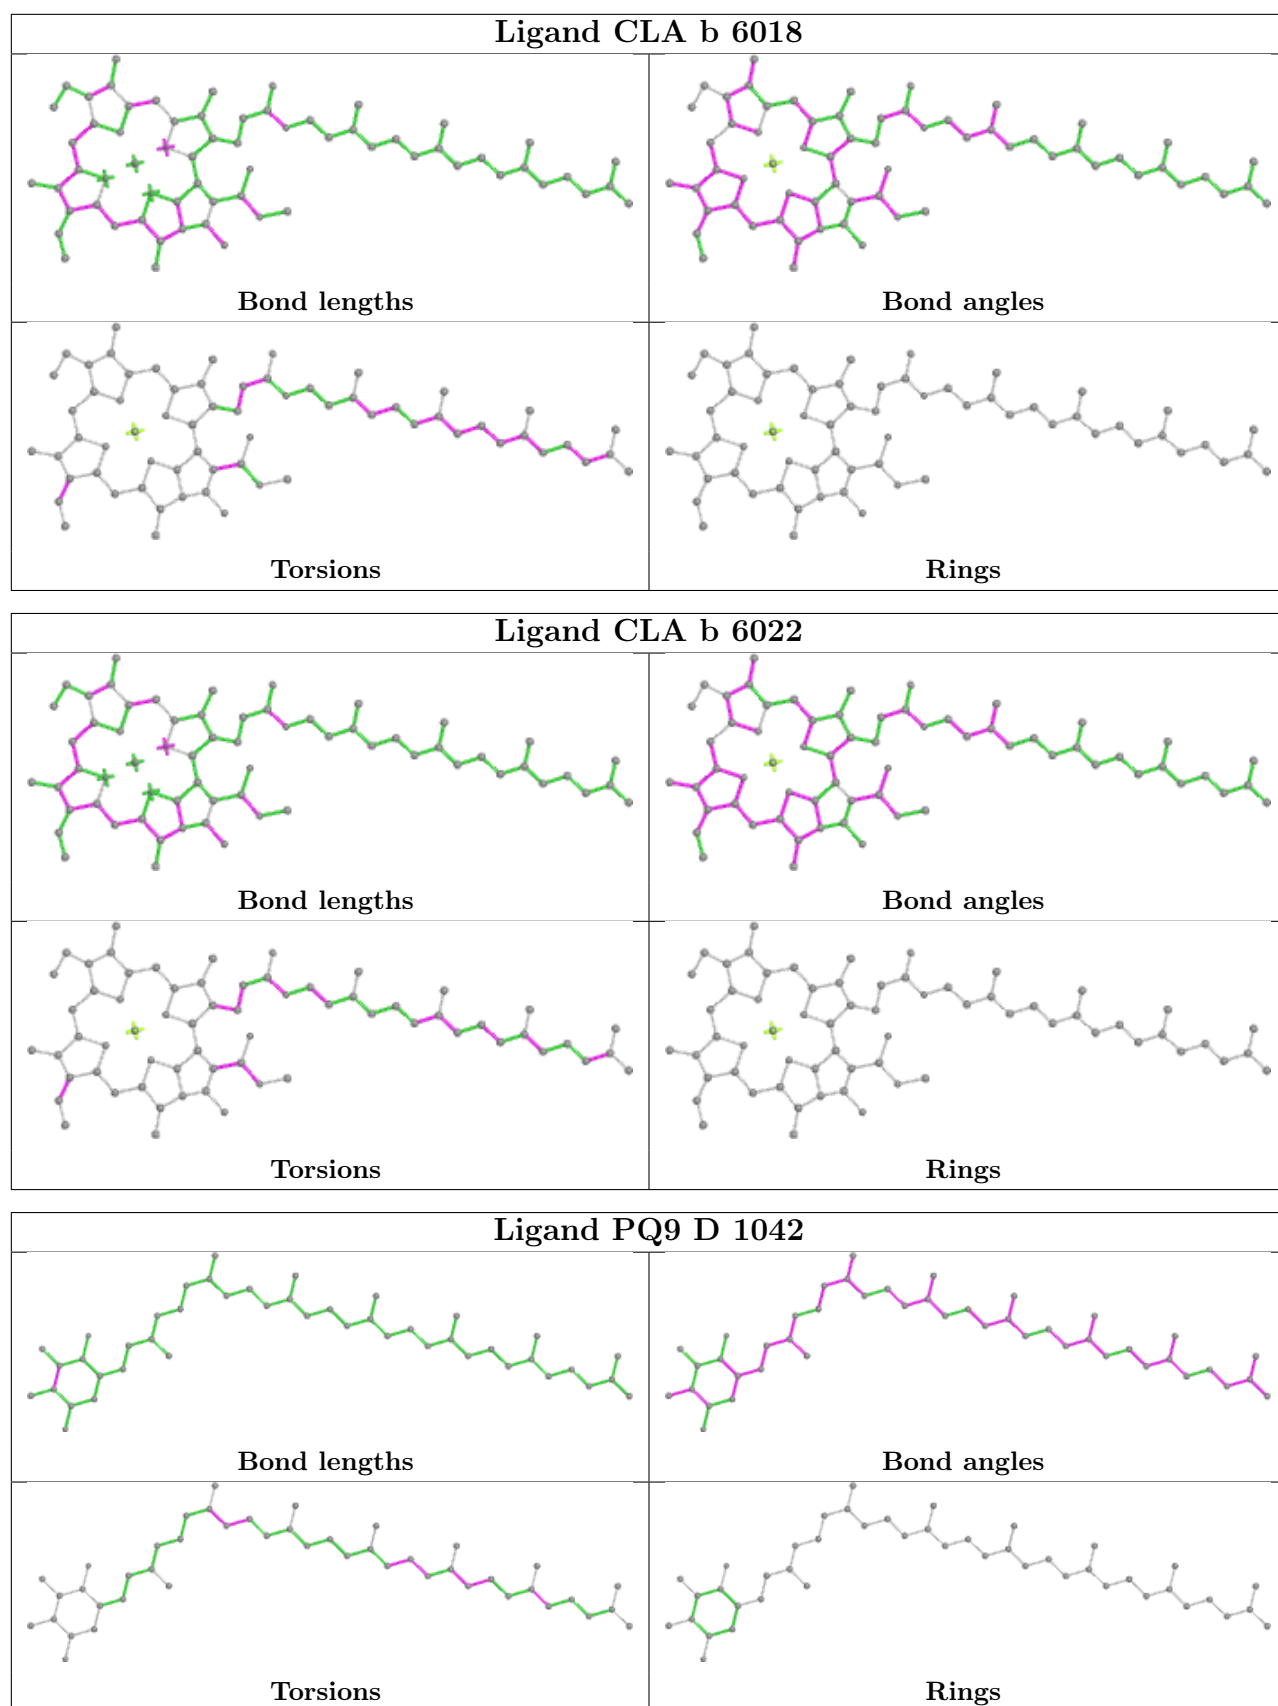 Ligand CLA b 6018
Bond lengths
Bond angles
Torsions
Rings
Ligand CLA b 6022
Bond lengths
Bond angles
Torsions
Rings
Ligand PQ9 D 1042
Bond lengths
Bond angles
Torsions
Rings